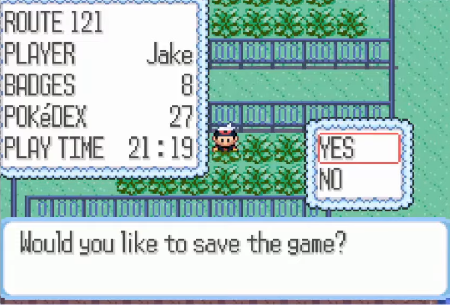 ROUTE 121
PLAYER Jake
BADGES 8
POKéDEX 27
PLAY TIME 21:19
YES
NO
Would you like to save the game?